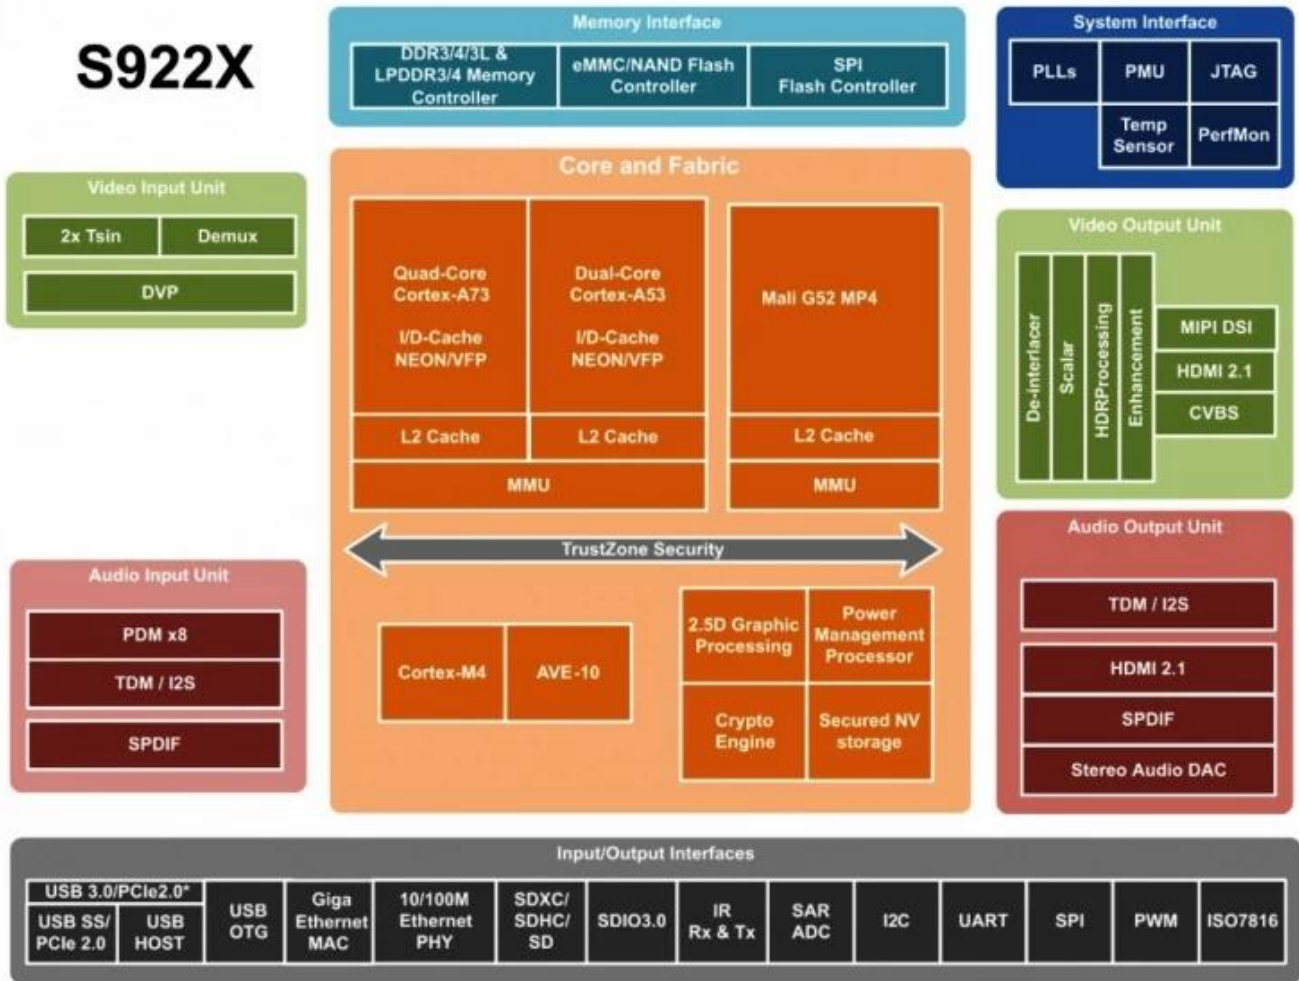 S922X
Memory Interface
DDR3/4/3L &
LPDDR3/4 Memory
Controller
eMMC/NAND Flash
Controller
SPI
Flash Controller
System Interface
PLLs
PMU
JTAG
Temp
Sensor
PerfMon
Video Input Unit
2x Tsin
Demux
DVP
Core and Fabric
Quad-Core
Cortex-A73
I/D-Cache
NEON/VFP
Dual-Core
Cortex-A53
I/D-Cache
NEON/VFP
Mali G52 MP4
L2 Cache
L2 Cache
L2 Cache
MMU
MMU
TrustZone Security
Cortex-M4
AVE-10
2.5D Graphic
Processing
Power
Management
Processor
Crypto
Engine
Secured NV
storage
Video Output Unit
De-interlacer
Scalar
HDRProcessing
Enhancement
MIPI DSI
HDMI 2.1
CVBS
Audio Input Unit
PDM x8
TDM / I2S
SPDIF
Audio Output Unit
TDM / I2S
HDMI 2.1
SPDIF
Stereo Audio DAC
Input/Output Interfaces
USB 3.0/PCIe2.0*
USB SS/
PCIe 2.0
USB
HOST
USB
OTG
Giga
Ethernet
MAC
10/100M
Ethernet
PHY
SDXC/
SDHC/
SD
SDIO3.0
IR
Rx & Tx
SAR
ADC
I2C
UART
SPI
PWM
ISO7816